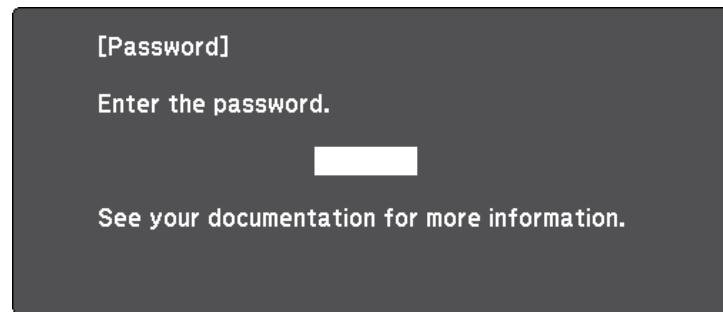 [Password]
Enter the password.
See your documentation for more information.